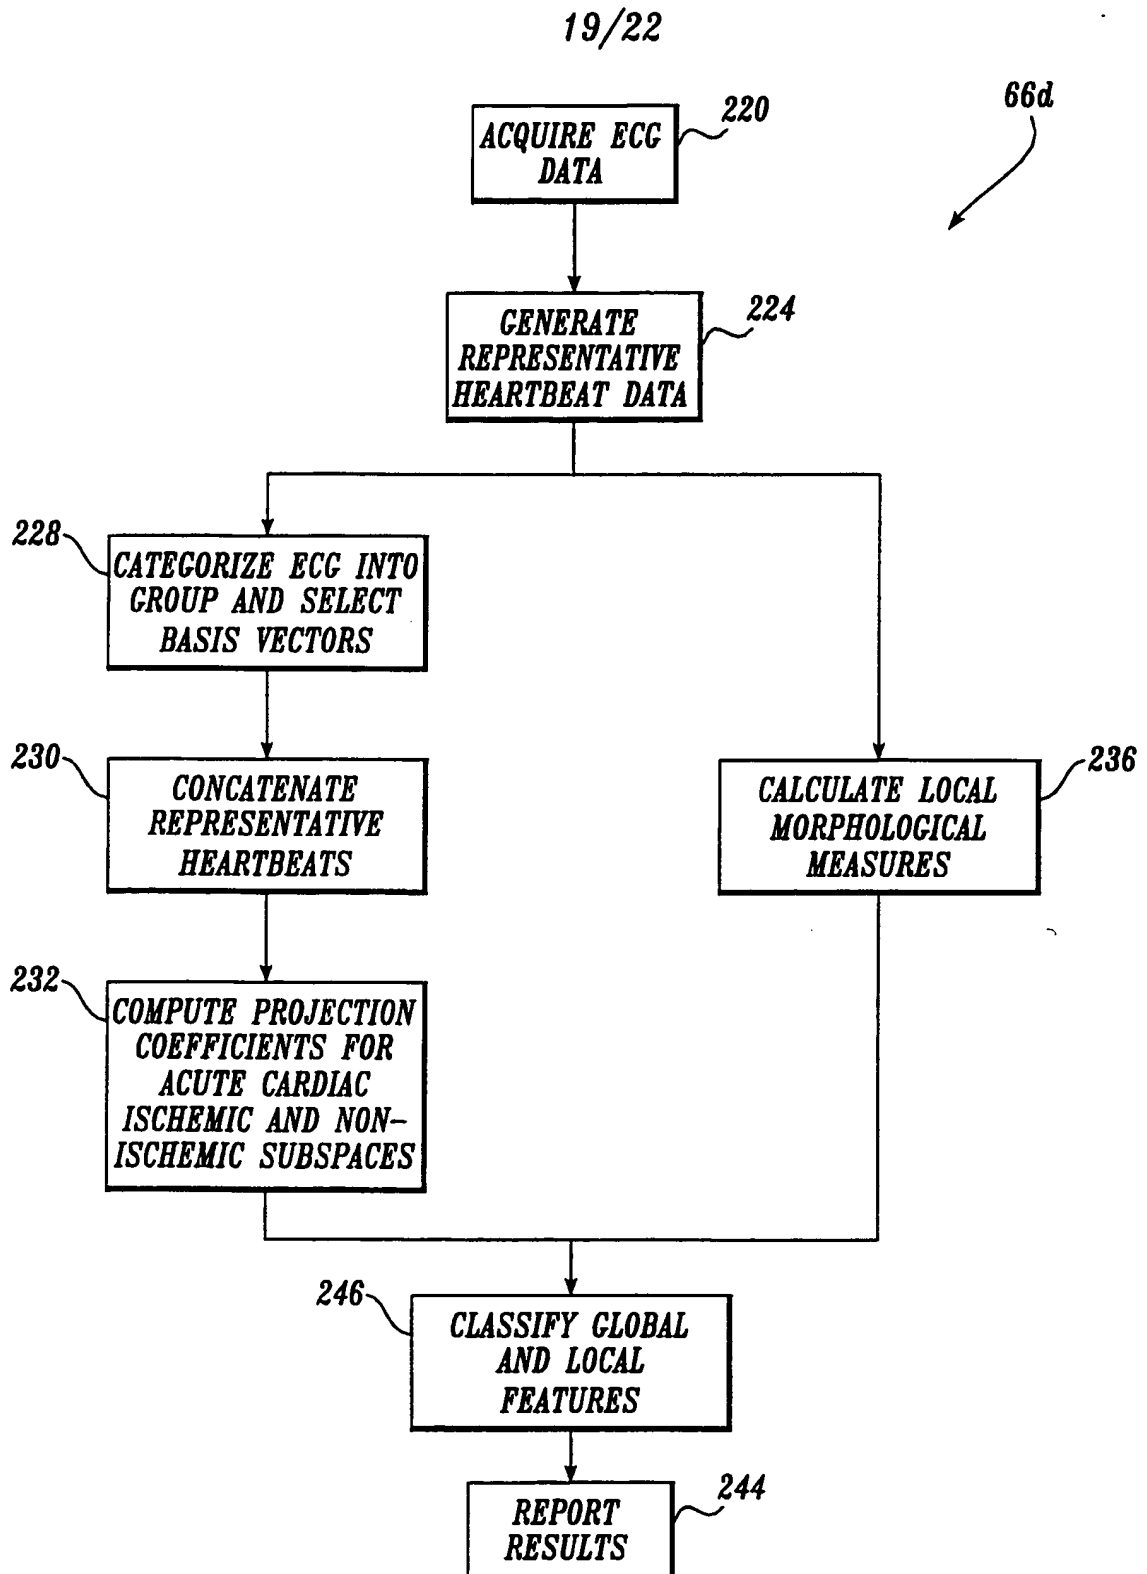 19/22
66d
220
ACQUIRE ECG
DATA
224
GENERATE
REPRESENTATIVE
HEARTBEAT DATA
228
CATEGORIZE ECG INTO
GROUP AND SELECT
BASIS VECTORS
230
CONCATENATE
REPRESENTATIVE
HEARTBEATS
236
CALCULATE LOCAL
MORPHOLOGICAL
MEASURES
232
COMPUTE PROJECTION
COEFFICIENTS FOR
ACUTE CARDIAC
ISCHEMIC AND NON-
ISCHEMIC SUBSPACES
246
CLASSIFY GLOBAL
AND LOCAL
FEATURES
244
REPORT
RESULTS